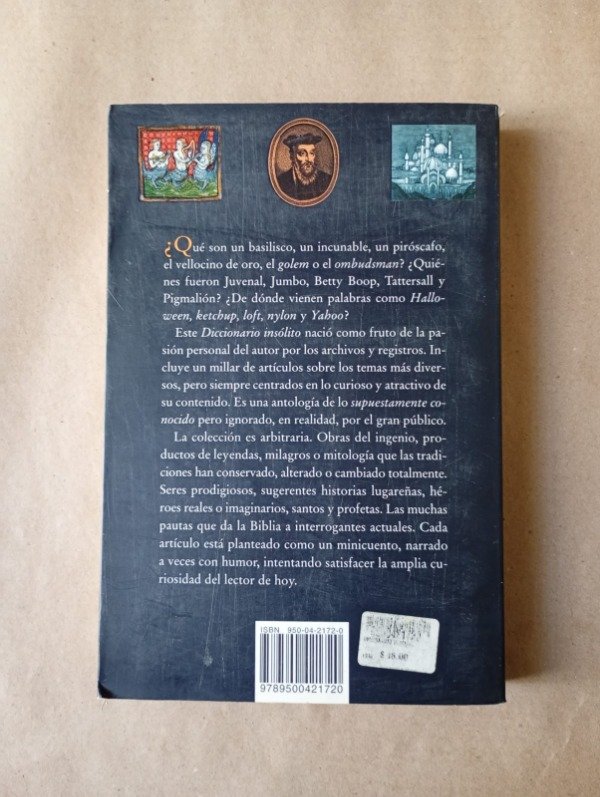 ¿Qué son un basilisco, un incunable, un piróscafo,
el vellocino de oro, el golem o el ombudsman? ¿Quié-
nes fueron Juvenal, Jumbo, Betty Boop, Tattersall y
Pigmalión? ¿De dónde vienen palabras como Hallo-
ween, ketchup, loft, nylon y Yahoo?
Este Diccionario insólito nació como fruto de la pa-
sión personal del autor por los archivos y registros. In-
cluye un millar de artículos sobre los temas más diver-
sos, pero siempre centrados en lo curioso y atractivo de
su contenido. Es una antología de lo supuestamente co-
nocido pero ignorado, en realidad, por el gran público.
La colección es arbitraria. Obras del ingenio, pro-
ductos de leyendas, milagros o mitología que las tradi-
ciones han conservado, alterado o cambiado totalmente.
Seres prodigiosos, sugerentes historias lugareñas, hé-
roes reales o imaginarios, santos y profetas. Las muchas
pautas que da la Biblia a interrogantes actuales. Cada
artículo está planteado como un minicuento, narrado
a veces con humor, intentando satisfacer la amplia cu-
riosidad del lector de hoy.
ISBN 950-04-2172-0
9789500421720